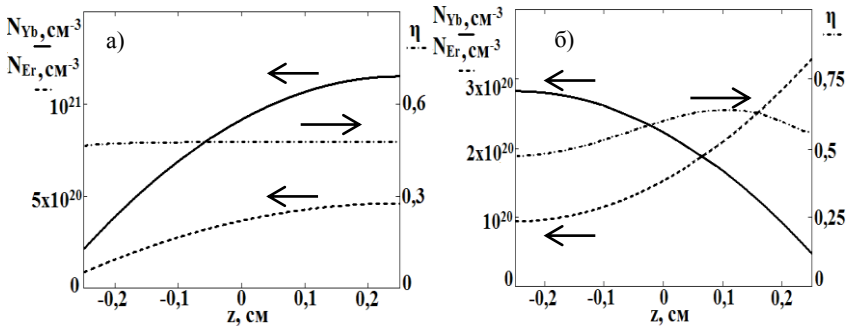 N_Yb,см⁻³
N_Er,см⁻³
а)
η
10²¹
5x10²⁰
0
0,6
0,3
0
-0,2 -0,1 0 0,1 0,2
z, см
N_Yb,см⁻³
N_Er,см⁻³
б)
η
3x10²⁰
2x10²⁰
10²⁰
0
0,75
0,5
0,25
0
-0,2 -0,1 0 0,1 0,2
z, см